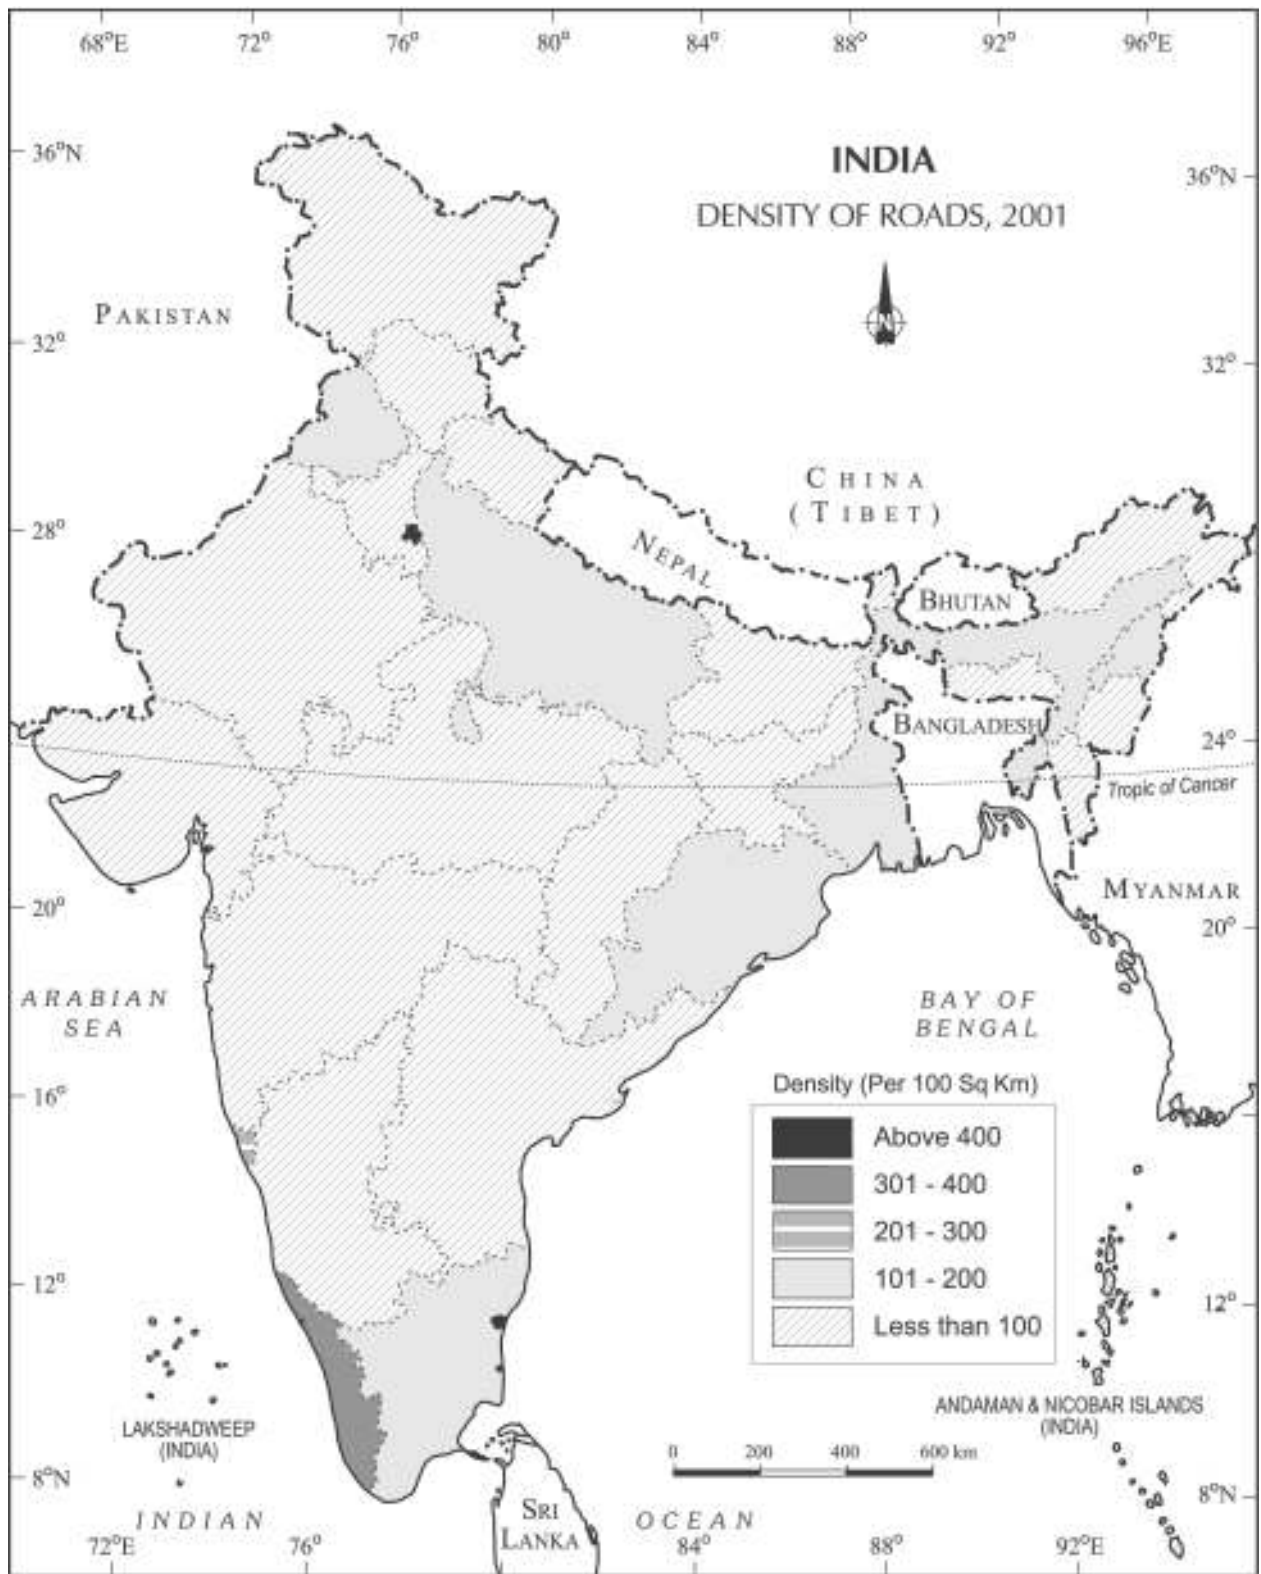 68°E 72° 76° 80° 84° 88° 92° 96°E
36°N
INDIA
36°N
DENSITY OF ROADS, 2001
PAKISTAN
N
32°
32°
CHINA
(TIBET)
28°
NEPAL
BHUTAN
BANGLADESH
24°
Tropic of Cancer
MYANMAR
20°
20°
ARABIAN
SEA
BAY OF
BENGAL
16°
Density (Per 100 Sq Km)
Above 400
301 - 400
201 - 300
101 - 200
Less than 100
12°
12°
LAKSHADWEEP
(INDIA)
ANDAMAN & NICOBAR ISLANDS
(INDIA)
0 200 400 600 km
8°N
8°N
SRI
LANKA
INDIAN OCEAN
72°E 76° 84° 88° 92°E